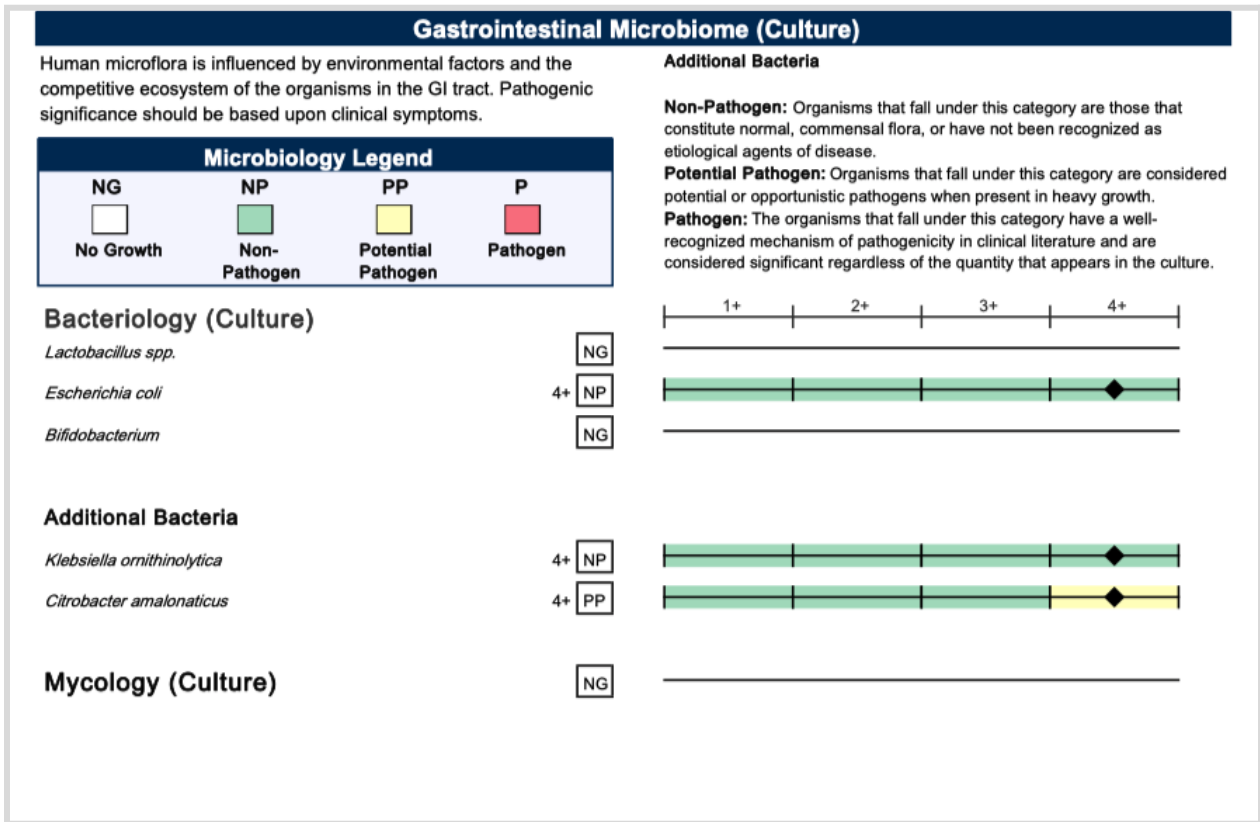 Gastrointestinal Microbiome (Culture)
Human microflora is influenced by environmental factors and the
competitive ecosystem of the organisms in the GI tract. Pathogenic
significance should be based upon clinical symptoms.
Microbiology Legend
NG NP PP P
No Growth Non-Pathogen Potential Pathogen Pathogen
Additional Bacteria
Non-Pathogen: Organisms that fall under this category are those that
constitute normal, commensal flora, or have not been recognized as
etiological agents of disease.
Potential Pathogen: Organisms that fall under this category are considered
potential or opportunistic pathogens when present in heavy growth.
Pathogen: The organisms that fall under this category have a well-
recognized mechanism of pathogenicity in clinical literature and are
considered significant regardless of the quantity that appears in the culture.
1+ 2+ 3+ 4+
Bacteriology (Culture)
Lactobacillus spp. NG
Escherichia coli 4+ NP
Bifidobacterium NG
Additional Bacteria
Klebsiella ornithinolytica 4+ NP
Citrobacter amalonaticus 4+ PP
Mycology (Culture) NG